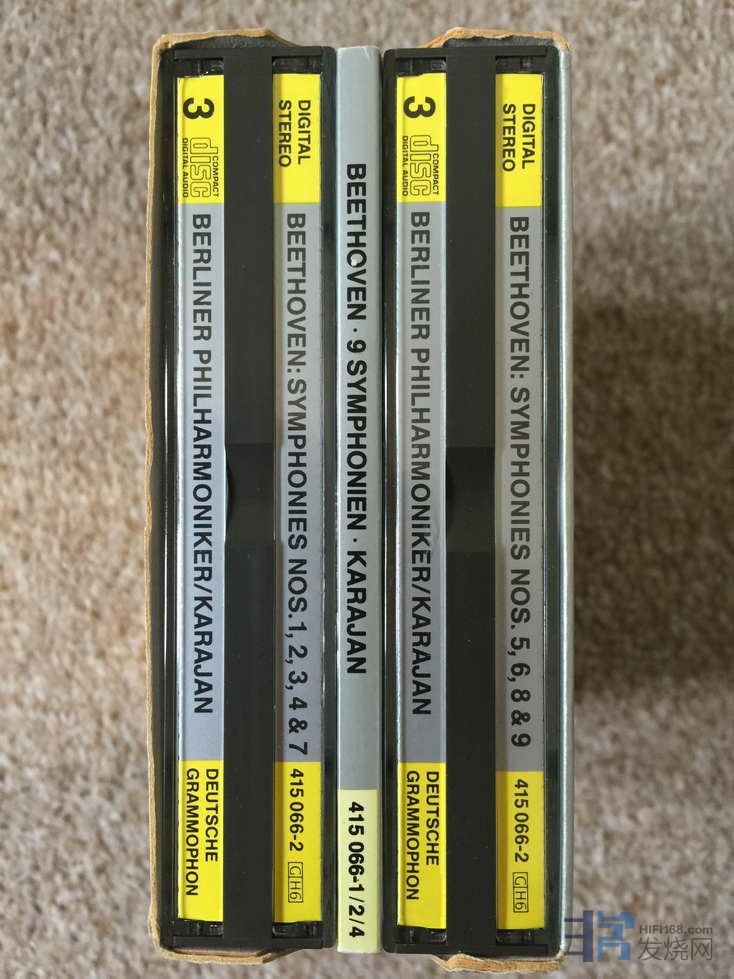 DIGITAL
STEREO
BEETHOVEN: SYMPHONIES NOS. 5, 6, 8 & 9
415 066-2 CH6
3
COMPACT
disc
DIGITAL AUDIO
BERLINER PHILHARMONIKER/KARAJAN
DEUTSCHE
GRAMMOPHON
BEETHOVEN · 9 SYMPHONIEN · KARAJAN
415 066-1/2/4
DIGITAL
STEREO
BEETHOVEN: SYMPHONIES NOS. 1, 2, 3, 4 & 7
415 066-2 CH6
3
COMPACT
disc
DIGITAL AUDIO
BERLINER PHILHARMONIKER/KARAJAN
DEUTSCHE
GRAMMOPHON
HIFI168.com
发烧网